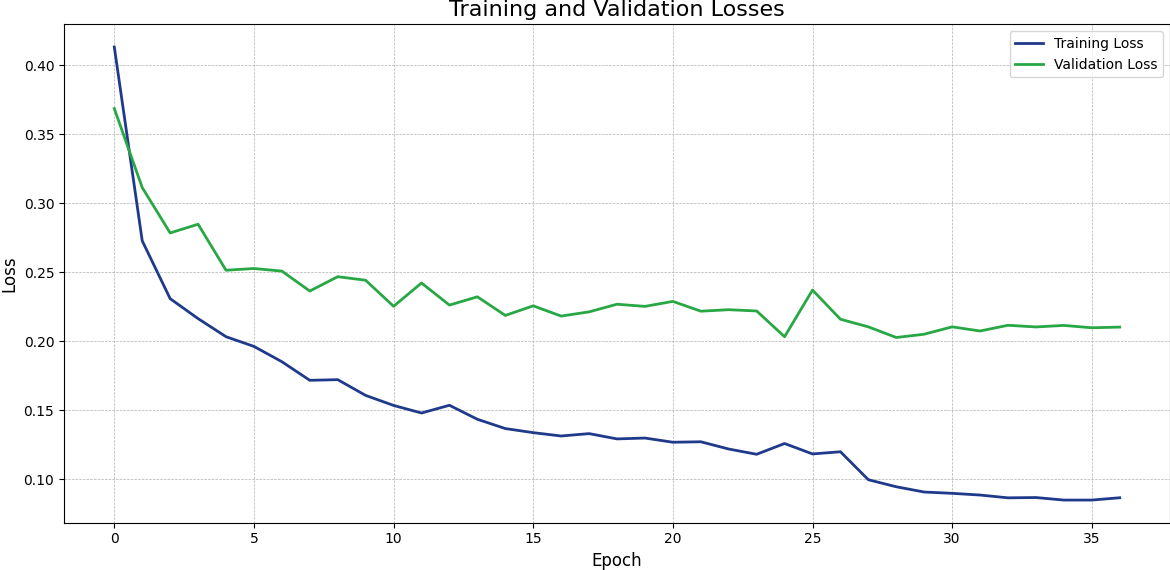 Training and Validation Losses
Training Loss
Validation Loss
0.40
0.35
0.30
0.25
0.20
0.15
0.10
Loss
0 5 10 15 20 25 30 35
Epoch